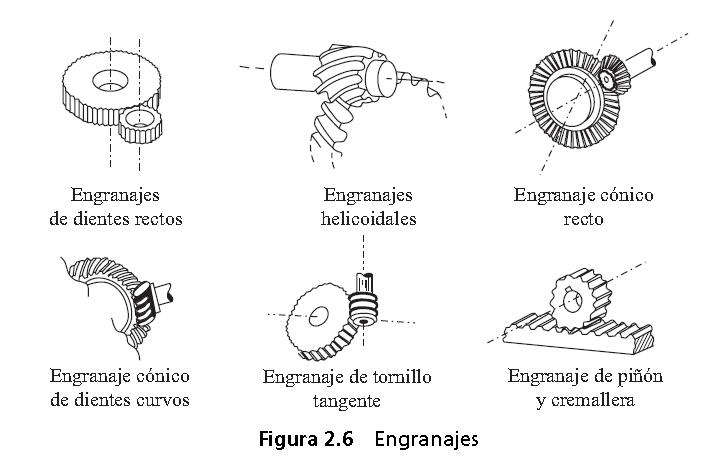 Engranajes
de dientes rectos
Engranajes
helicoidales
Engranaje cónico
recto
Engranaje cónico
de dientes curvos
Engranaje de tornillo
tangente
Engranaje de piñón
y cremallera
Figura 2.6 Engranajes